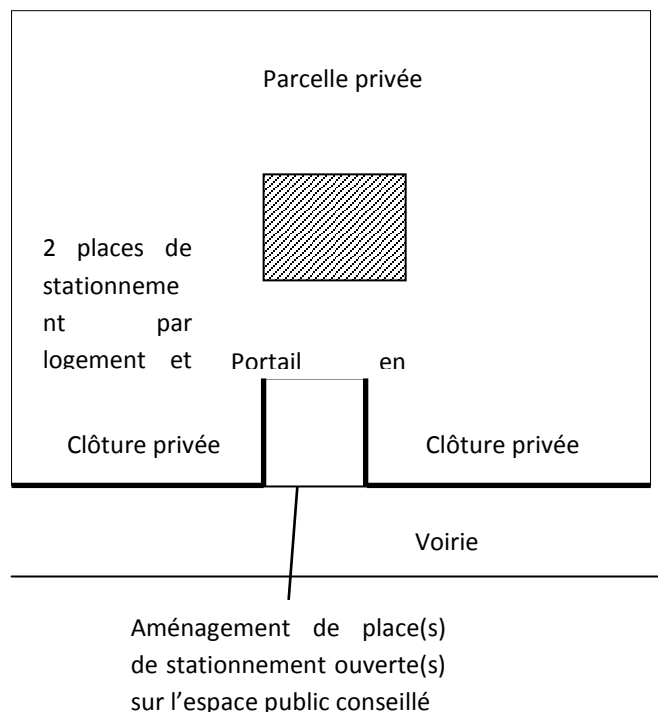 Parcelle privée
2 places de
stationneme
nt par
logement et
Portail en
Clôture privée
Clôture privée
Voirie
Aménagement de place(s)
de stationnement ouverte(s)
sur l'espace public conseillé